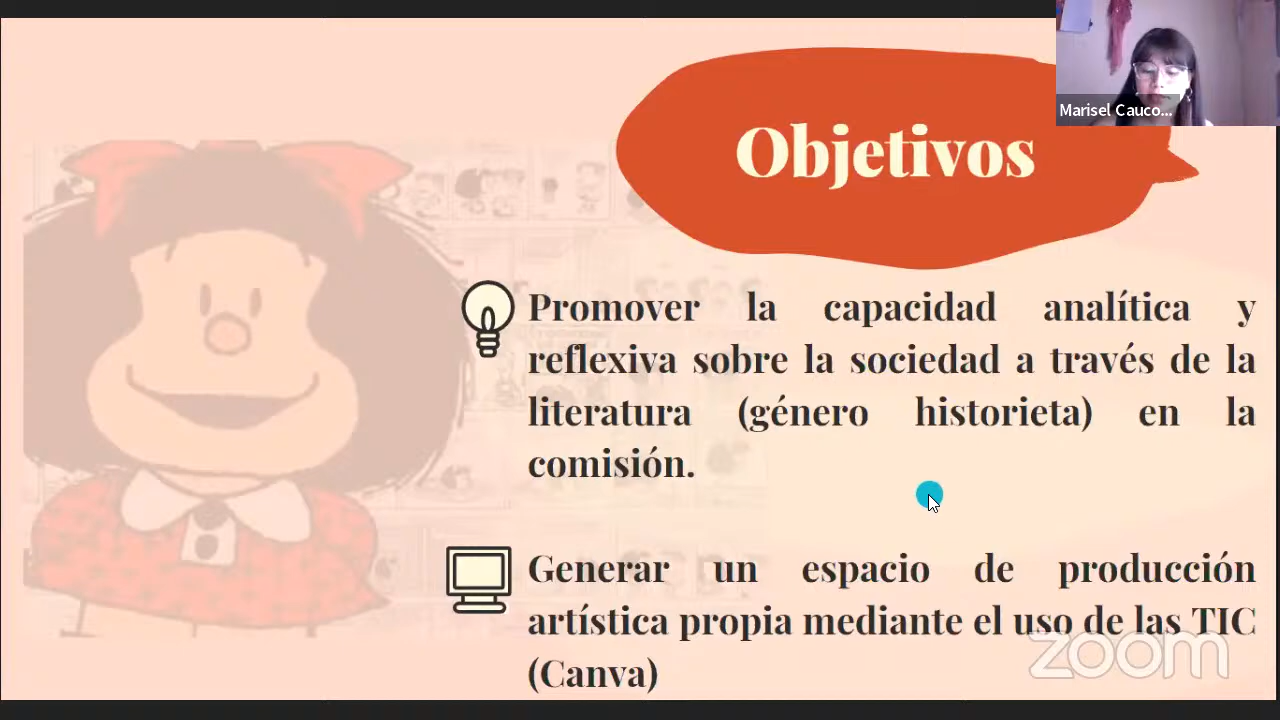 Marisel Cauco...
Objetivos
Promover la capacidad analítica y
reflexiva sobre la sociedad a través de la
literatura (género historieta) en la
comisión.
Generar un espacio de producción
artística propia mediante el uso de las TIC
(Canva)
zoom